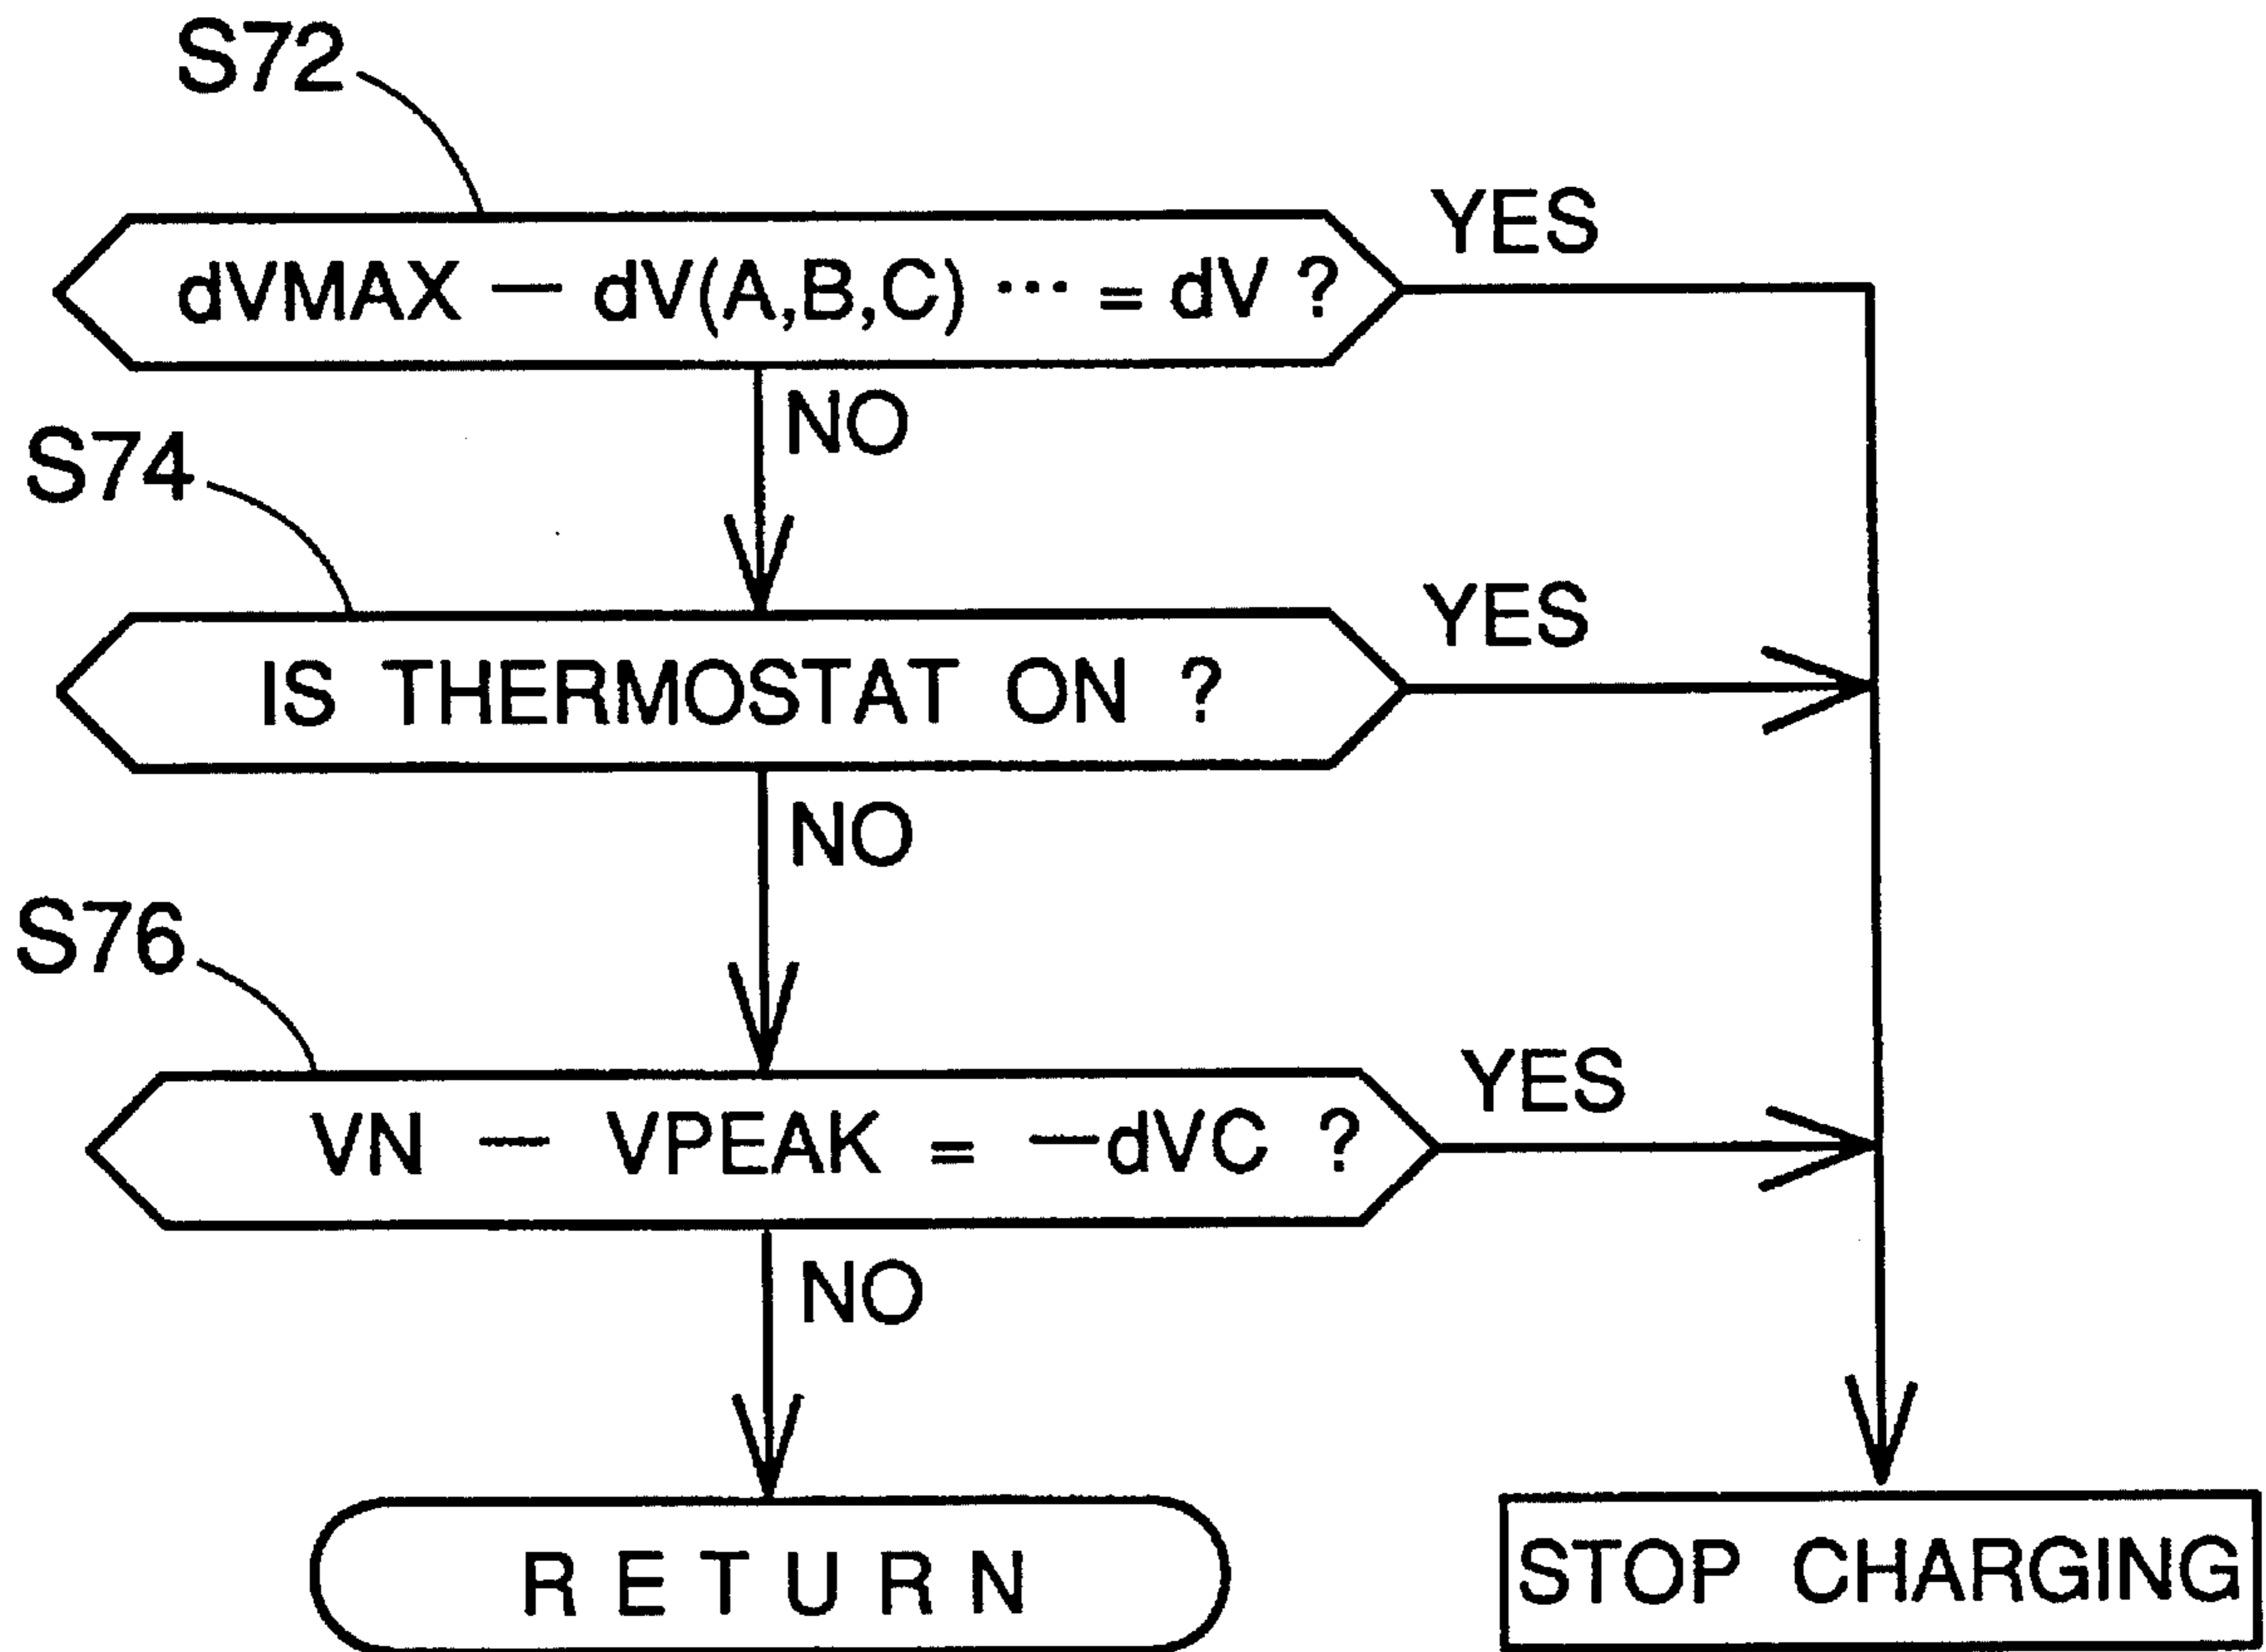 S72
dVMAX — dV(A,B,C) ··· = dV ?
YES
NO
S74
IS THERMOSTAT ON ?
YES
NO
S76
VN — VPEAK = —dVC ?
YES
NO
RETURN
STOP CHARGING